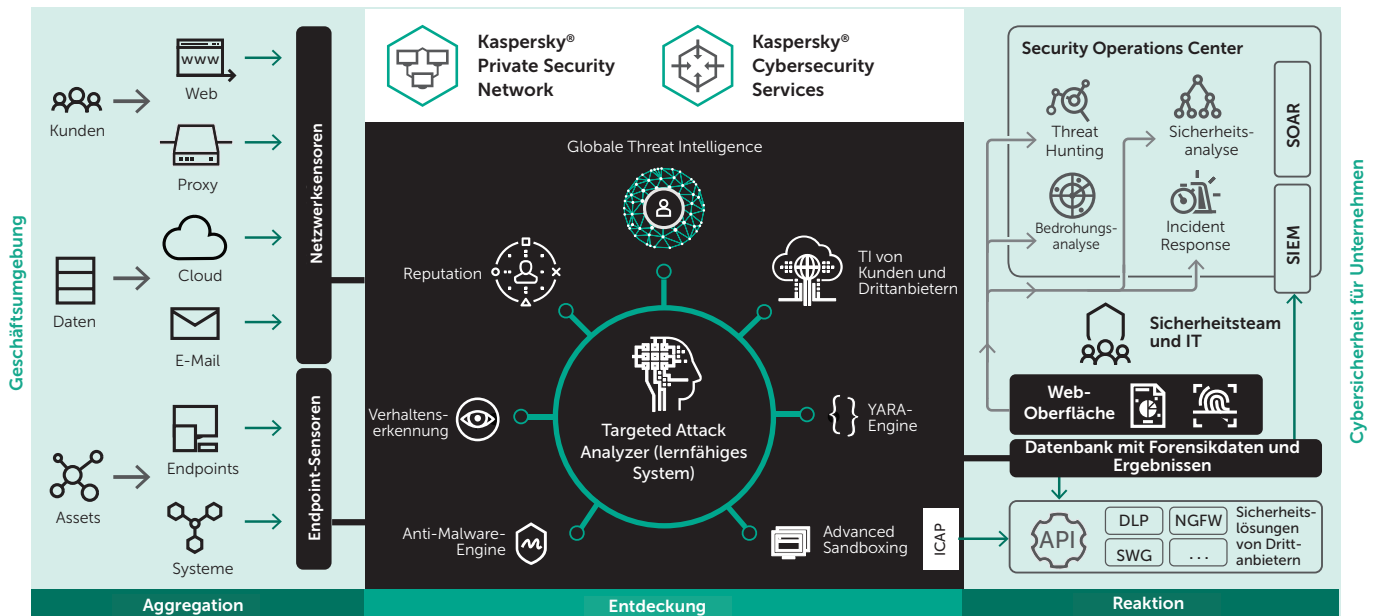 Geschäftsumgebung
Kunden
Daten
Assets
WWW
Web
Proxy
Cloud
E-Mail
Endpoints
Systeme
Netzwerksensoren
Endpoint-Sensoren
Aggregation
Kaspersky®
Private Security
Network
Kaspersky®
Cybersecurity
Services
Globale Threat Intelligence
Reputation
TI von
Kunden und
Drittanbietern
Verhaltens-
erkennung
YARA-
Engine
Targeted Attack
Analyzer (lernfähiges
System)
Anti-Malware-
Engine
Advanced
Sandboxing
ICAP
Entdeckung
Security Operations Center
Threat
Hunting
Sicherheits-
analyse
Bedrohungs-
analyse
Incident
Response
SOAR
SIEM
Sicherheitsteam
und IT
Web-
Oberfläche
Datenbank mit Forensikdaten und
Ergebnissen
API
DLP
NGFW
SWG
...
Sicherheits-
lösungen
von Dritt-
anbietern
Reaktion
Cybersicherheit für Unternehmen